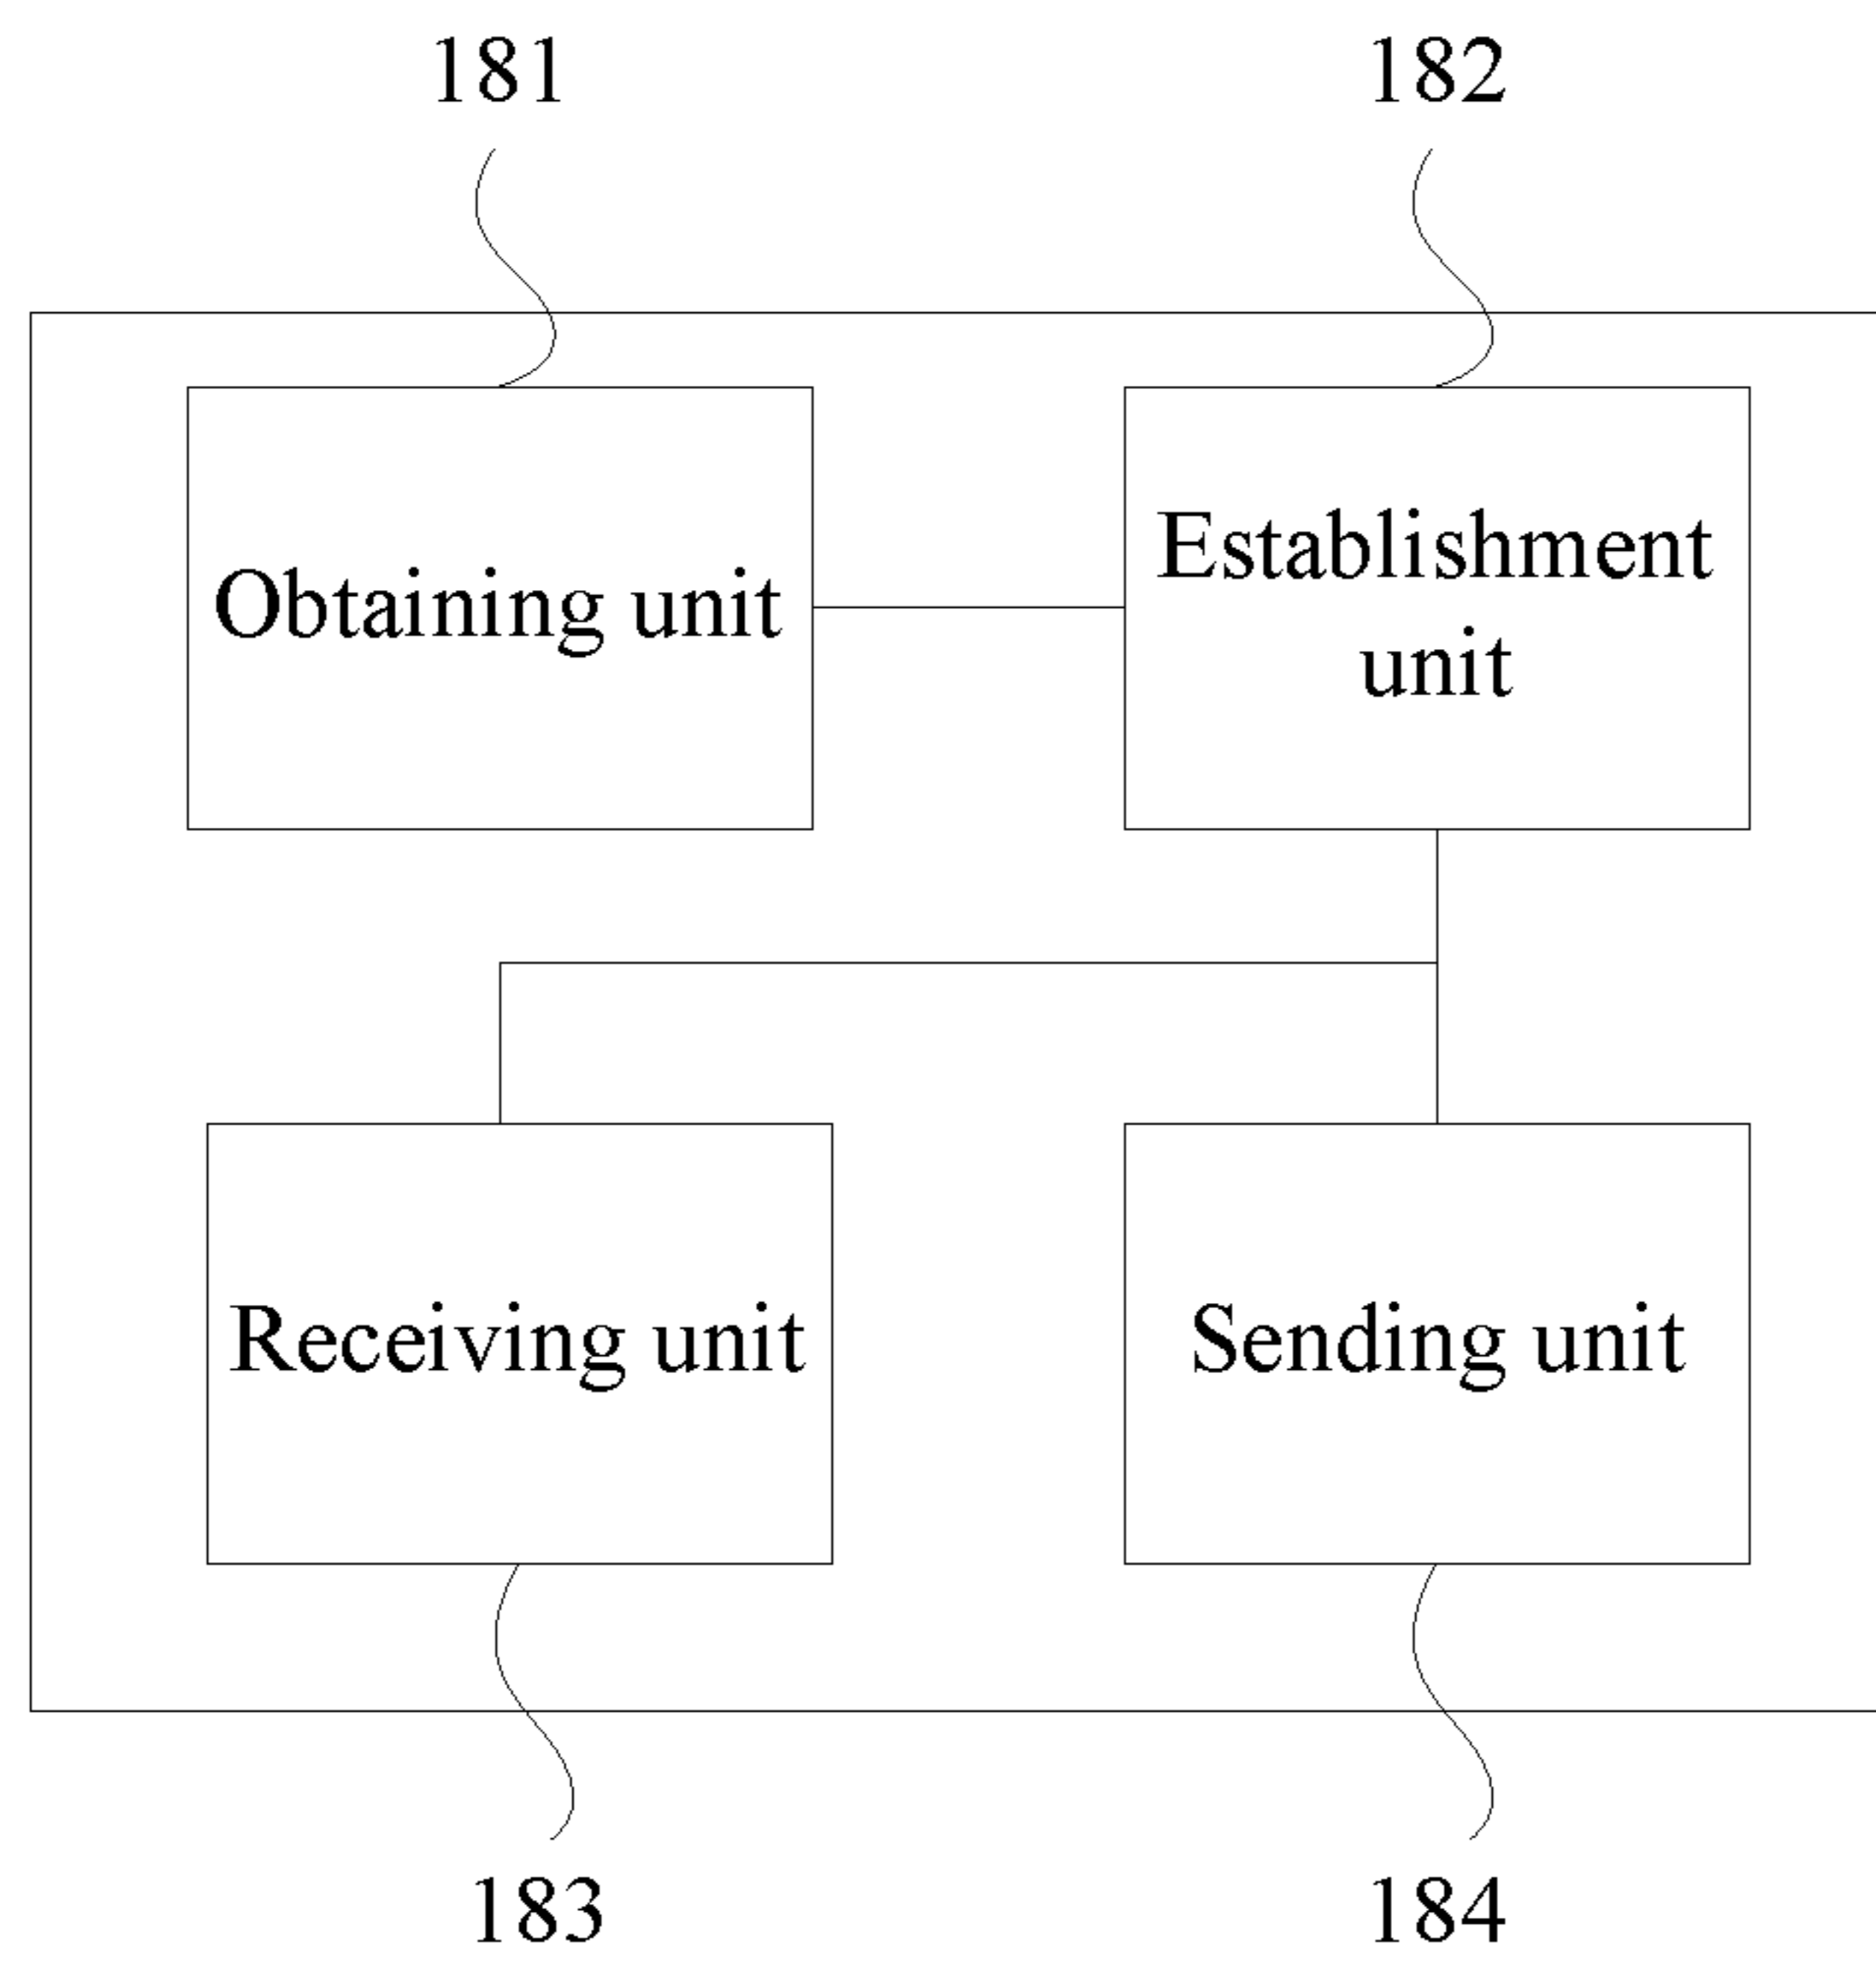 181
182
Obtaining unit
Establishment
unit
Receiving unit
Sending unit
183
184